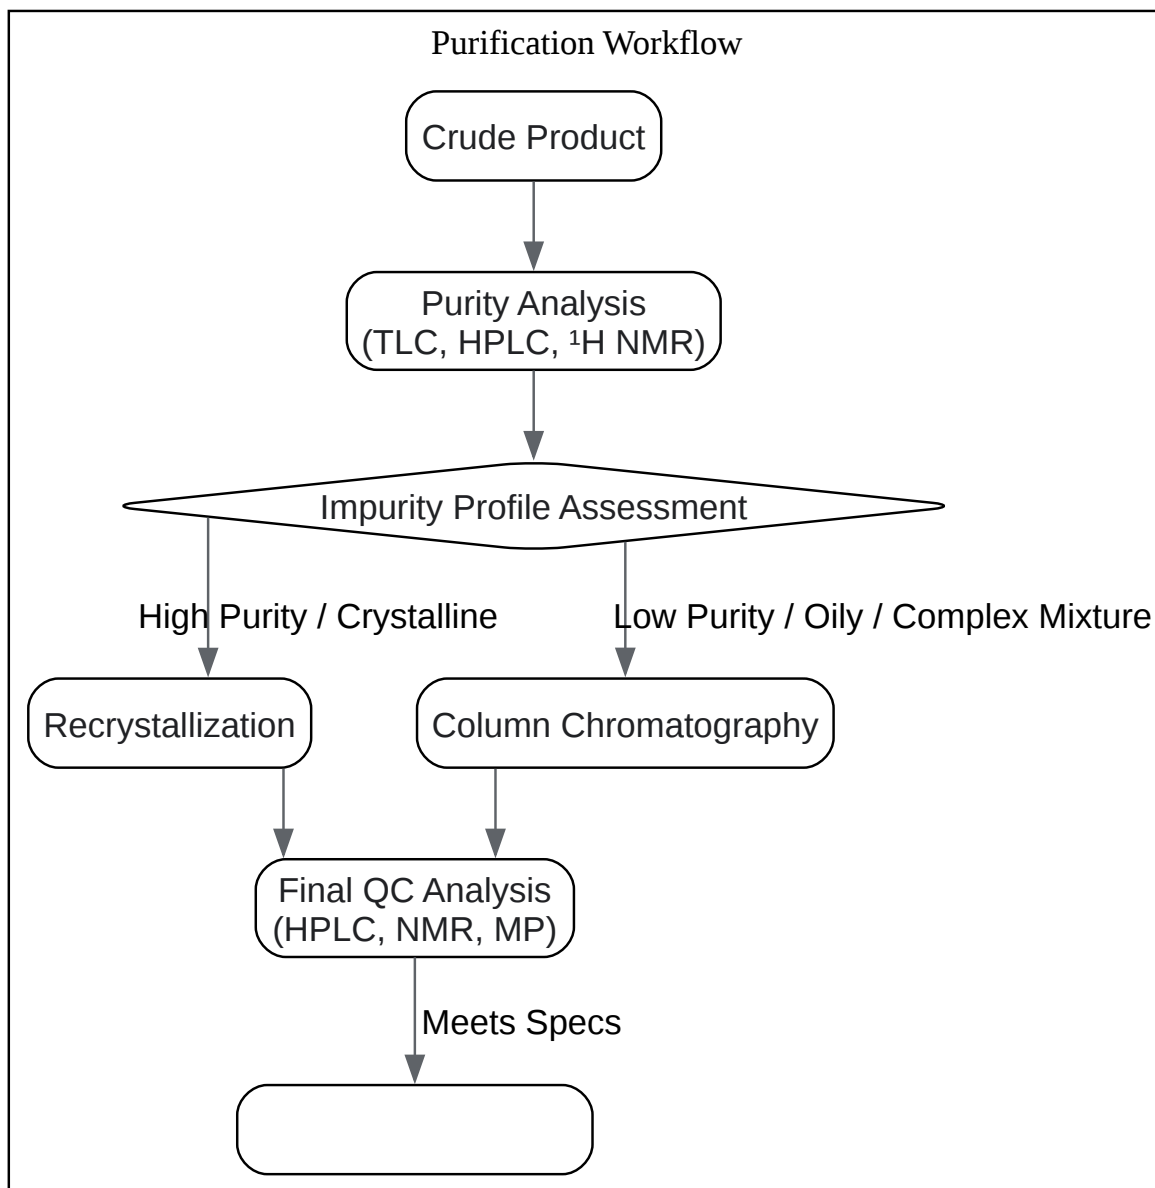 Purification Workflow
Crude Product
Purity Analysis
(TLC, HPLC, ¹H NMR)
Impurity Profile Assessment
High Purity / Crystalline
Low Purity / Oily / Complex Mixture
Recrystallization
Column Chromatography
Final QC Analysis
(HPLC, NMR, MP)
Meets Specs